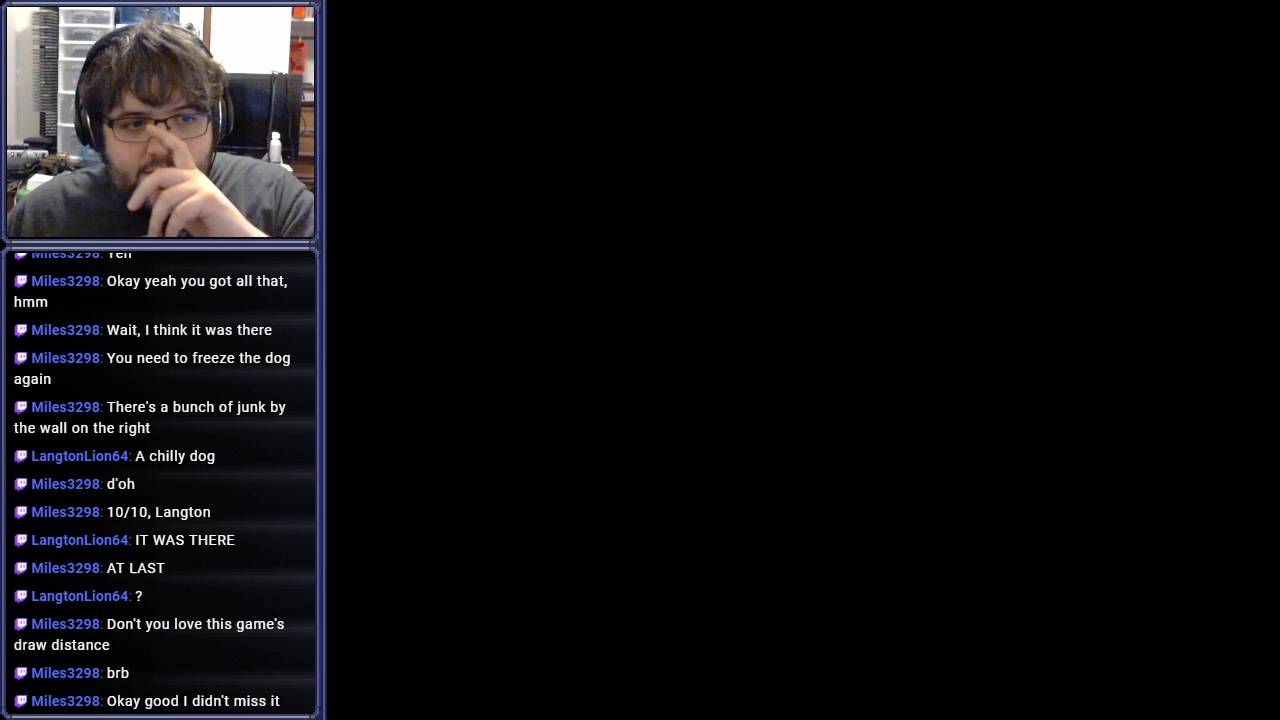 Miles3298: Yeh
Miles3298: Okay yeah you got all that,
hmm
Miles3298: Wait, I think it was there
Miles3298: You need to freeze the dog
again
Miles3298: There's a bunch of junk by
the wall on the right
LangtonLion64: A chilly dog
Miles3298: d'oh
Miles3298: 10/10, Langton
LangtonLion64: IT WAS THERE
Miles3298: AT LAST
LangtonLion64: ?
Miles3298: Don't you love this game's
draw distance
Miles3298: brb
Miles3298: Okay good I didn't miss it